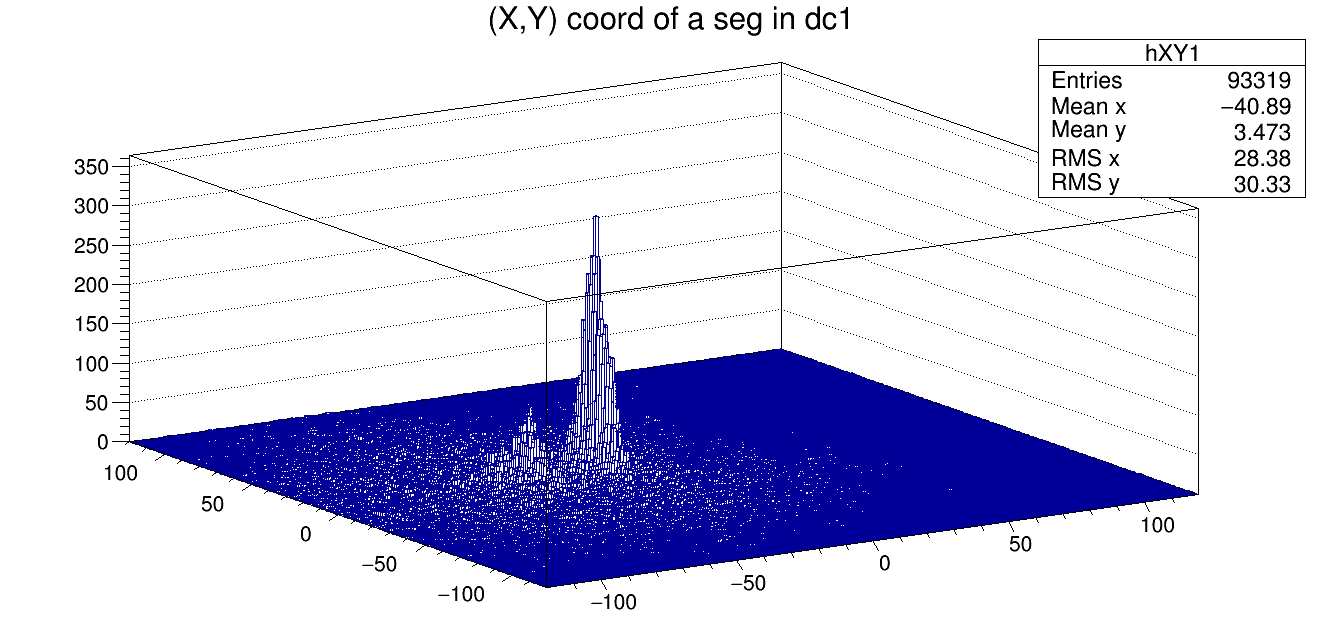 (X,Y) coord of a seg in dc1
hXY1
Entries 93319
Mean x −40.89
Mean y 3.473
RMS x 28.38
RMS y 30.33
350
300
250
200
150
100
50
0
100
50
0
−50
−100
−100
−50
0
50
100